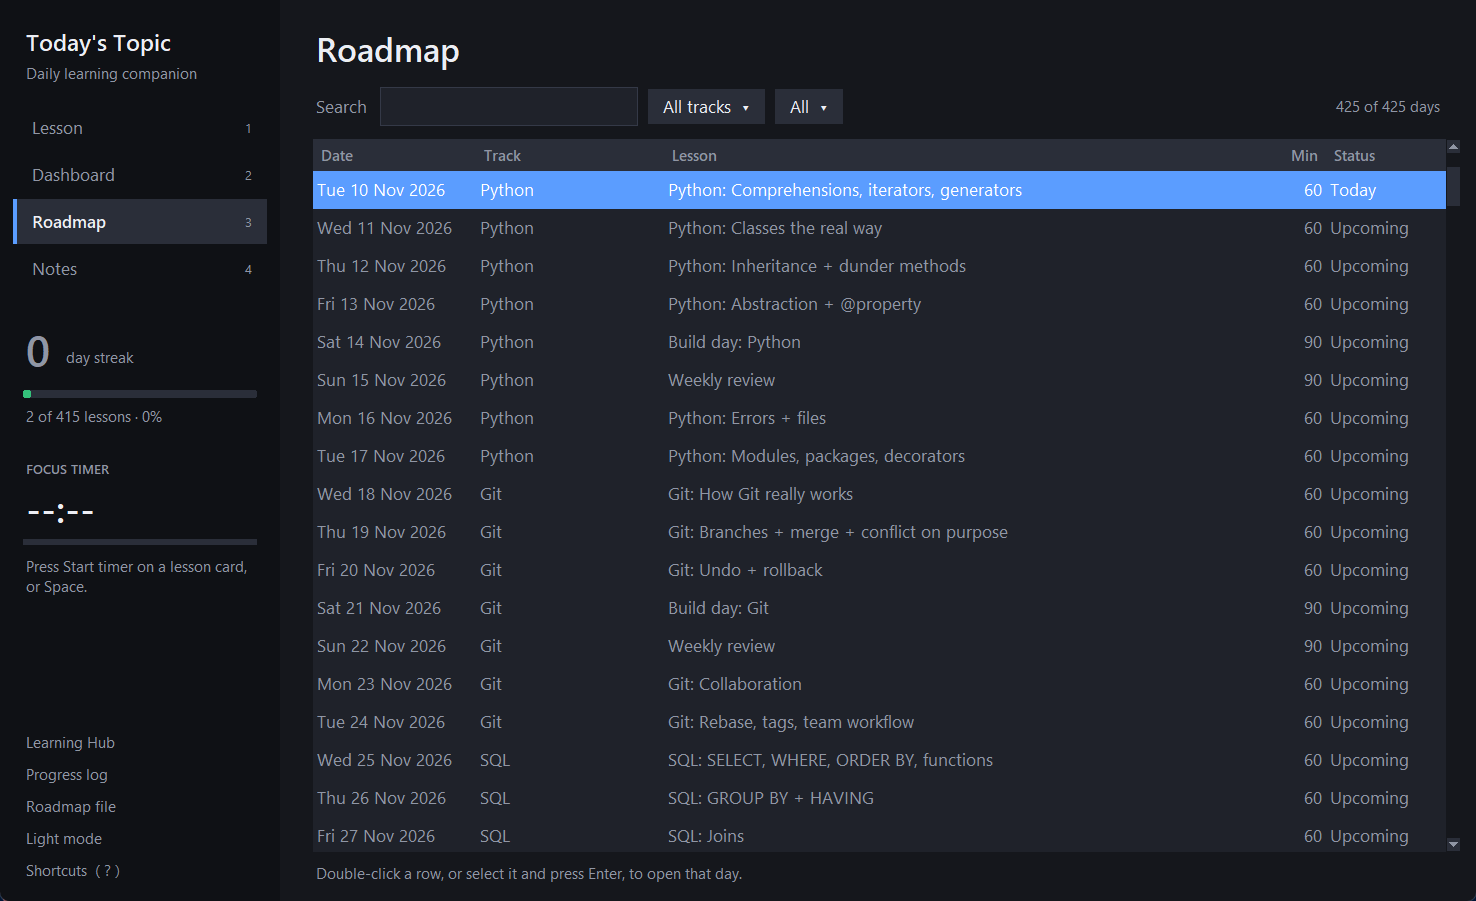 Today's Topic
Daily learning companion
Lesson 1
Dashboard 2
Roadmap 3
Notes 4
0 day streak
2 of 415 lessons · 0%
FOCUS TIMER
--:--
Press Start timer on a lesson card,
or Space.
Learning Hub
Progress log
Roadmap file
Light mode
Shortcuts ( ? )
Roadmap
Search All tracks ▾ All ▾ 425 of 425 days
Date Track Lesson Min Status
Tue 10 Nov 2026 Python Python: Comprehensions, iterators, generators 60 Today
Wed 11 Nov 2026 Python Python: Classes the real way 60 Upcoming
Thu 12 Nov 2026 Python Python: Inheritance + dunder methods 60 Upcoming
Fri 13 Nov 2026 Python Python: Abstraction + @property 60 Upcoming
Sat 14 Nov 2026 Python Build day: Python 90 Upcoming
Sun 15 Nov 2026 Python Weekly review 90 Upcoming
Mon 16 Nov 2026 Python Python: Errors + files 60 Upcoming
Tue 17 Nov 2026 Python Python: Modules, packages, decorators 60 Upcoming
Wed 18 Nov 2026 Git Git: How Git really works 60 Upcoming
Thu 19 Nov 2026 Git Git: Branches + merge + conflict on purpose 60 Upcoming
Fri 20 Nov 2026 Git Git: Undo + rollback 60 Upcoming
Sat 21 Nov 2026 Git Build day: Git 90 Upcoming
Sun 22 Nov 2026 Git Weekly review 90 Upcoming
Mon 23 Nov 2026 Git Git: Collaboration 60 Upcoming
Tue 24 Nov 2026 Git Git: Rebase, tags, team workflow 60 Upcoming
Wed 25 Nov 2026 SQL SQL: SELECT, WHERE, ORDER BY, functions 60 Upcoming
Thu 26 Nov 2026 SQL SQL: GROUP BY + HAVING 60 Upcoming
Fri 27 Nov 2026 SQL SQL: Joins 60 Upcoming
Double-click a row, or select it and press Enter, to open that day.